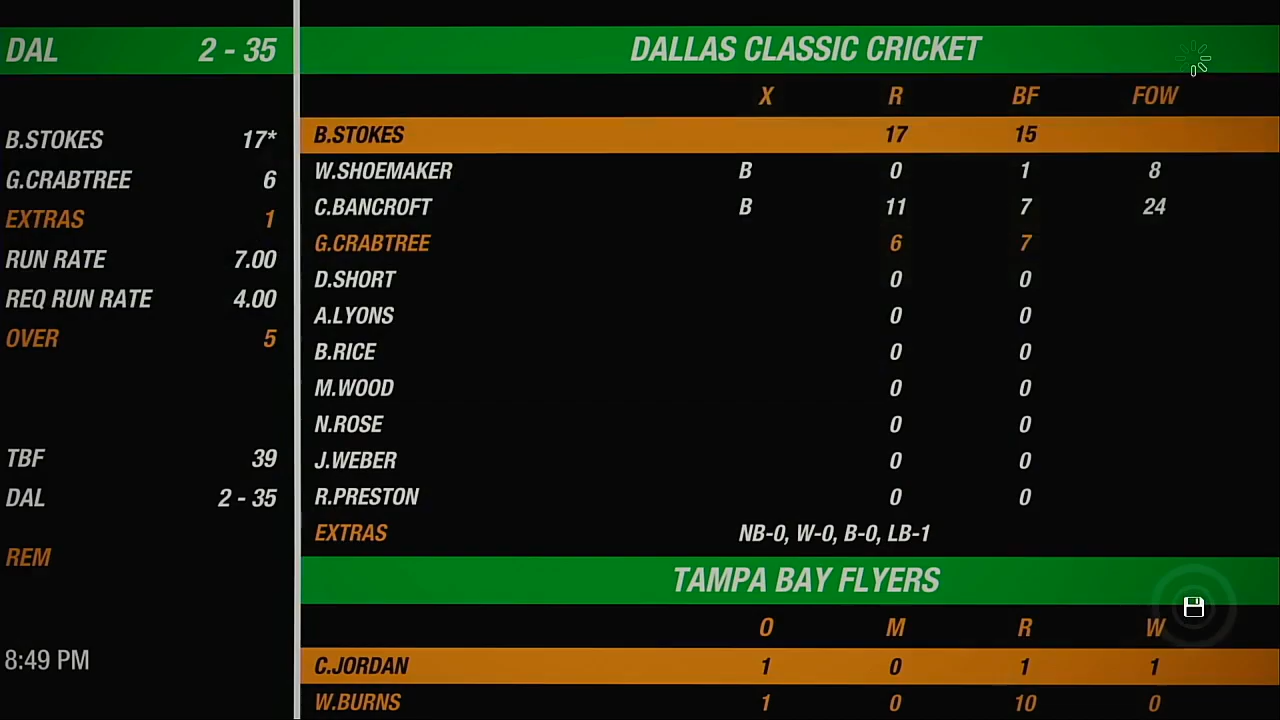 DAL 2 - 35
B.STOKES 17*
G.CRABTREE 6
EXTRAS 1
RUN RATE 7.00
REQ RUN RATE 4.00
OVER 5
TBF 39
DAL 2 - 35
REM
8:49 PM
DALLAS CLASSIC CRICKET
X R BF FOW
B.STOKES 17 15
W.SHOEMAKER B 0 1 8
C.BANCROFT B 11 7 24
G.CRABTREE 6 7
D.SHORT 0 0
A.LYONS 0 0
B.RICE 0 0
M.WOOD 0 0
N.ROSE 0 0
J.WEBER 0 0
R.PRESTON 0 0
EXTRAS NB-0, W-0, B-0, LB-1
TAMPA BAY FLYERS
O M R W
C.JORDAN 1 0 1 1
W.BURNS 1 0 10 0